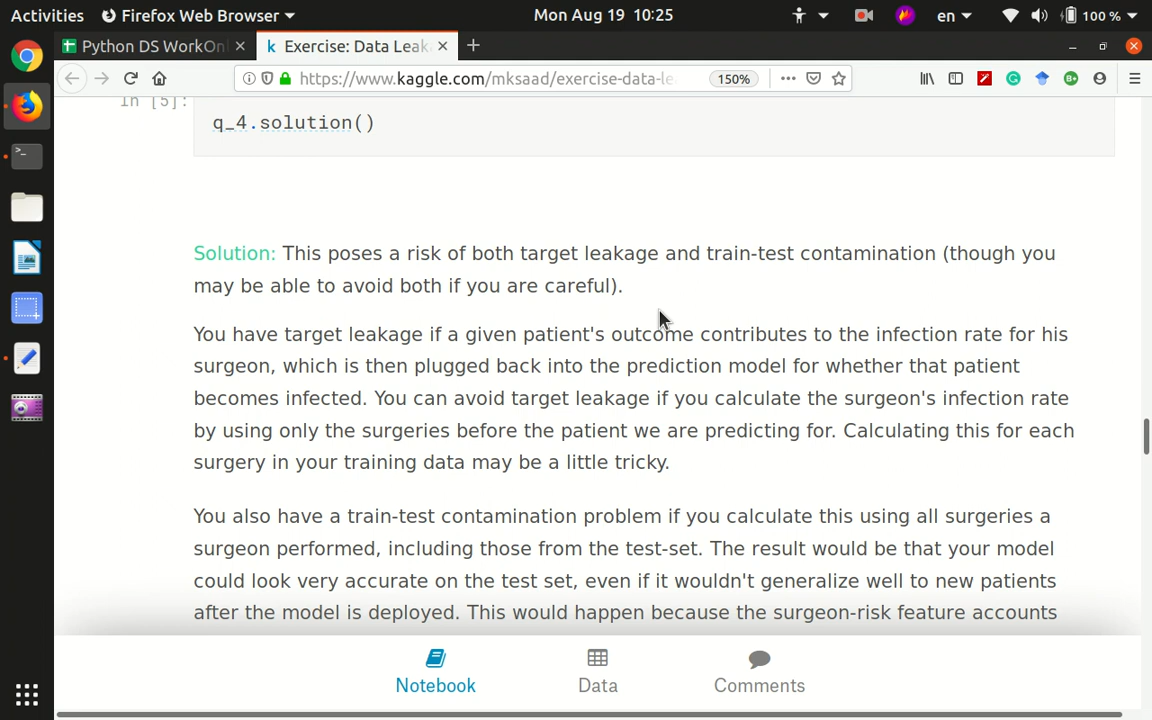 Activities Firefox Web Browser Mon Aug 19 10:25 en 100 %
Python DS WorkOn Exercise: Data Leak
https://www.kaggle.com/mksaad/exercise-data-le 150%
In [5]:
q_4.solution()
Solution: This poses a risk of both target leakage and train-test contamination (though you
may be able to avoid both if you are careful).
You have target leakage if a given patient's outcome contributes to the infection rate for his
surgeon, which is then plugged back into the prediction model for whether that patient
becomes infected. You can avoid target leakage if you calculate the surgeon's infection rate
by using only the surgeries before the patient we are predicting for. Calculating this for each
surgery in your training data may be a little tricky.
You also have a train-test contamination problem if you calculate this using all surgeries a
surgeon performed, including those from the test-set. The result would be that your model
could look very accurate on the test set, even if it wouldn't generalize well to new patients
after the model is deployed. This would happen because the surgeon-risk feature accounts
Notebook Data Comments